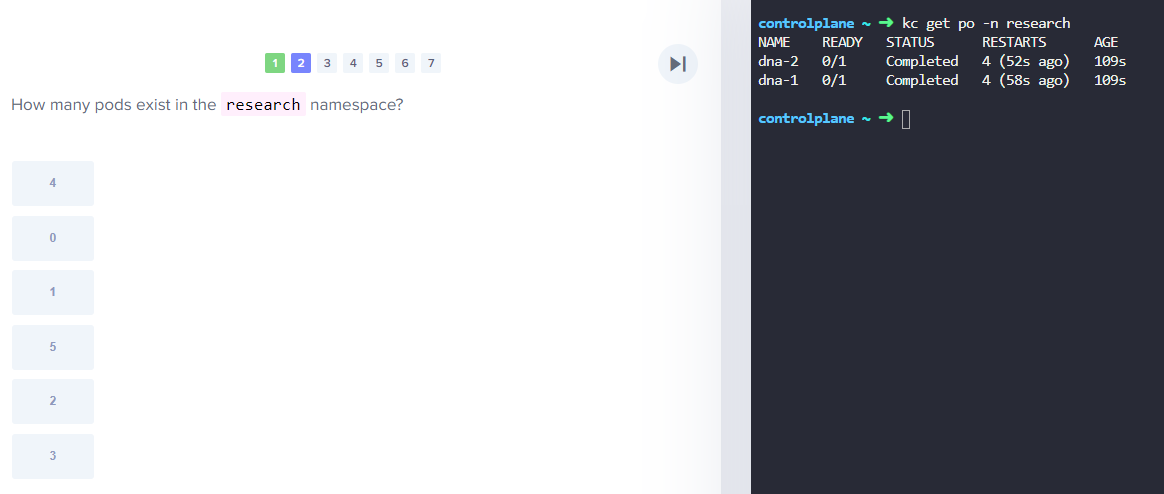 1 2 3 4 5 6 7
How many pods exist in the research namespace?
4
0
1
5
2
3
controlplane ~ ➜ kc get po -n research
NAME READY STATUS RESTARTS AGE
dna-2 0/1 Completed 4 (52s ago) 109s
dna-1 0/1 Completed 4 (58s ago) 109s
controlplane ~ ➜